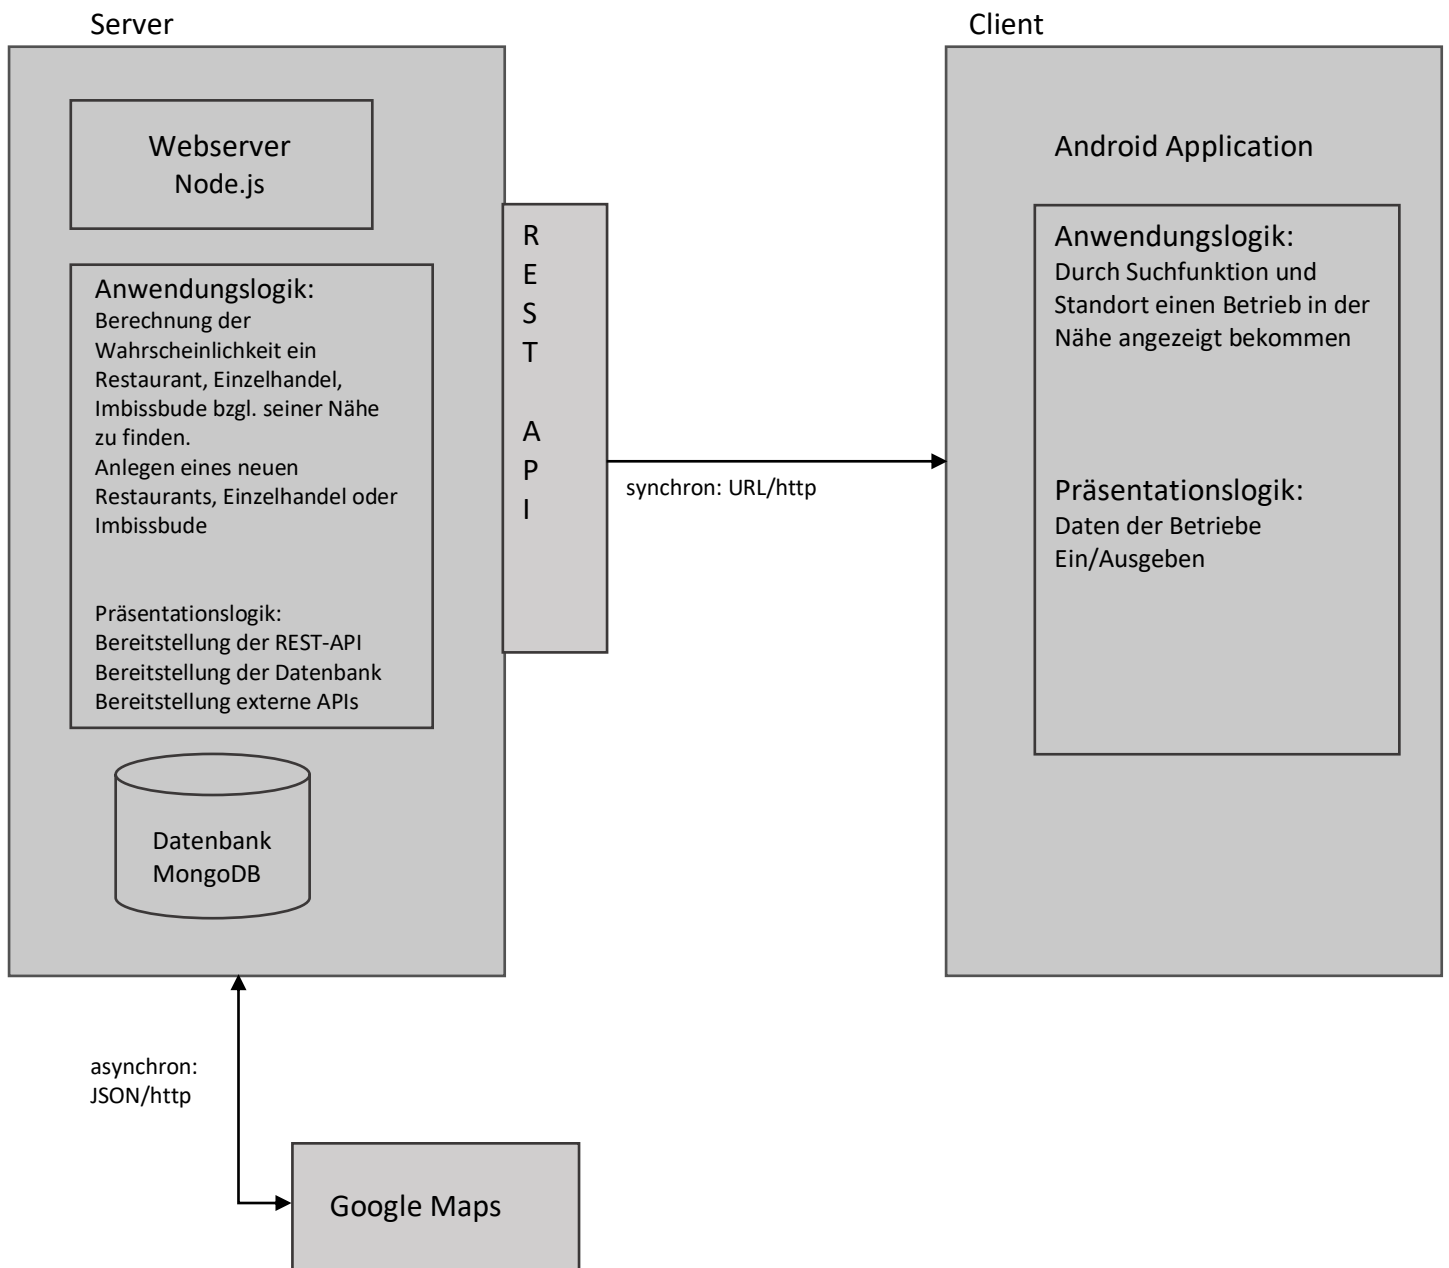 Server
Webserver
Node.js
Anwendungslogik:
Berechnung der
Wahrscheinlichkeit ein
Restaurant, Einzelhandel,
Imbissbude bzgl. seiner Nähe
zu finden.
Anlegen eines neuen
Restaurants, Einzelhandel oder
Imbissbude
Präsentationslogik:
Bereitstellung der REST-API
Bereitstellung der Datenbank
Bereitstellung externe APIs
Datenbank
MongoDB
R
E
S
T
A
P
I
synchron: URL/http
Client
Android Application
Anwendungslogik:
Durch Suchfunktion und
Standort einen Betrieb in der
Nähe angezeigt bekommen
Präsentationslogik:
Daten der Betriebe
Ein/Ausgeben
asynchron:
JSON/http
Google Maps